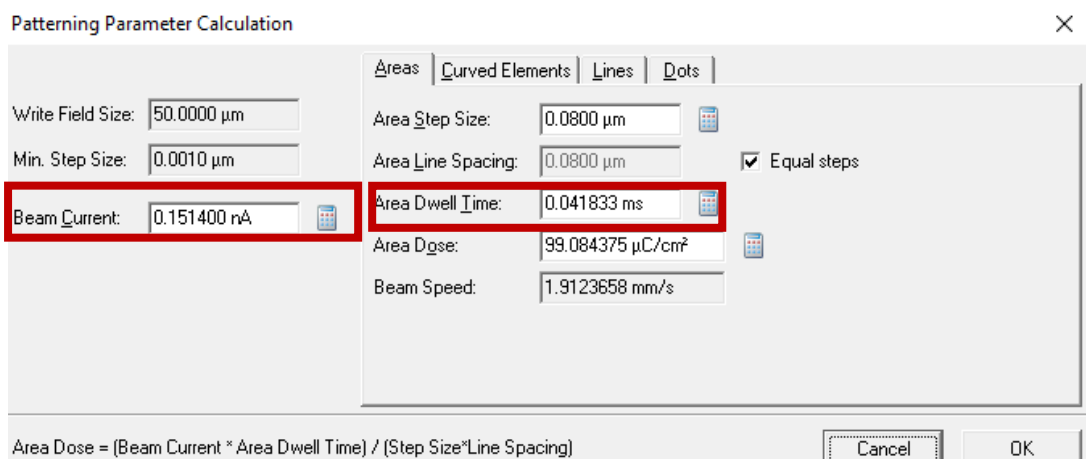 Patterning Parameter Calculation
Areas Curved Elements Lines Dots
Write Field Size: 50.0000 µm
Min. Step Size: 0.0010 µm
Beam Current: 0.151400 nA
Area Step Size: 0.0800 µm
Area Line Spacing: 0.0800 µm Equal steps
Area Dwell Time: 0.041833 ms
Area Dose: 99.084375 µC/cm²
Beam Speed: 1.9123658 mm/s
Area Dose = (Beam Current * Area Dwell Time) / (Step Size*Line Spacing)
Cancel OK